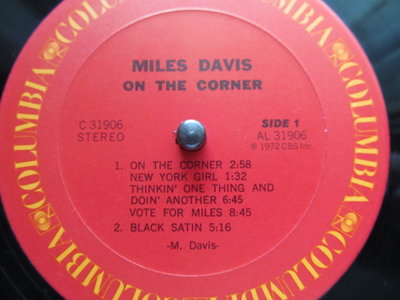 MILES DAVIS
ON THE CORNER
C 31906
STEREO
SIDE 1
AL 31906
℗ 1972 CBS Inc.
1. ON THE CORNER 2:58
NEW YORK GIRL 1:32
THINKIN' ONE THING AND
DOIN' ANOTHER 6:45
VOTE FOR MILES 8:45
2. BLACK SATIN 5:16
-M. Davis-
COLUMBIA
COLUMBIA
COLUMBIA
COLUMBIA
COLUMBIA
COLUMBIA